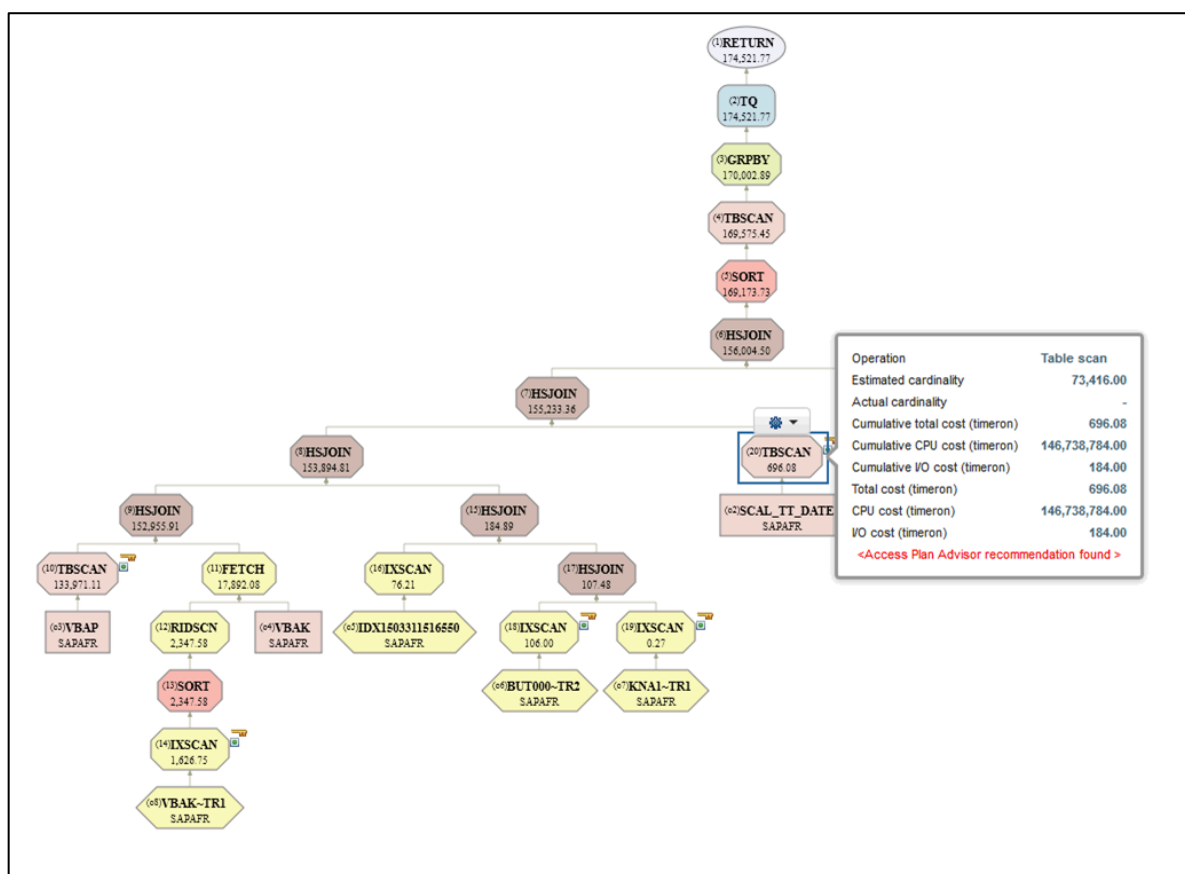 (1)RETURN
174,521.77
(2)TQ
174,521.77
(3)GRPBY
170,002.89
(4)TBSCAN
169,575.45
(5)SORT
169,173.73
(6)HSJOIN
156,004.50
(7)HSJOIN
155,233.36
(8)HSJOIN
153,894.81
(20)TBSCAN
696.08
(9)HSJOIN
152,955.91
(15)HSJOIN
184.89
(o2)SCAL_TT_DATE
SAPAFR
(10)TBSCAN
133,971.11
(11)FETCH
17,892.08
(16)IXSCAN
76.21
(17)HSJOIN
107.48
(o3)VBAP
SAPAFR
(12)RIDSCN
2,347.58
(o4)VBAK
SAPAFR
(o5)IDX1503311516550
SAPAFR
(18)IXSCAN
106.00
(19)IXSCAN
0.27
(13)SORT
2,347.58
(o6)BUT000~TR2
SAPAFR
(o7)KNA1~TR1
SAPAFR
(14)IXSCAN
1,626.75
(o8)VBAK~TR1
SAPAFR
Operation Table scan
Estimated cardinality 73,416.00
Actual cardinality -
Cumulative total cost (timeron) 696.08
Cumulative CPU cost (timeron) 146,738,784.00
Cumulative I/O cost (timeron) 184.00
Total cost (timeron) 696.08
CPU cost (timeron) 146,738,784.00
I/O cost (timeron) 184.00
<Access Plan Advisor recommendation found >